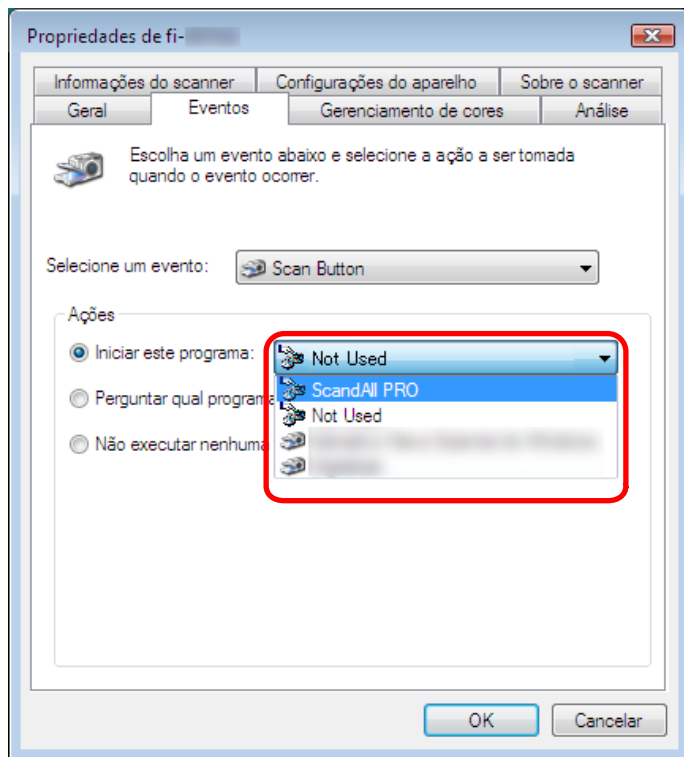 Propriedades de fi-
Informações do scanner Configurações do aparelho Sobre o scanner
Geral Eventos Gerenciamento de cores Análise
Escolha um evento abaixo e selecione a ação a ser tomada
quando o evento ocorrer.
Selecione um evento: Scan Button
Ações
Iniciar este programa: Not Used
ScandAll PRO
Perguntar qual programa
Not Used
Não executar nenhuma
OK Cancelar